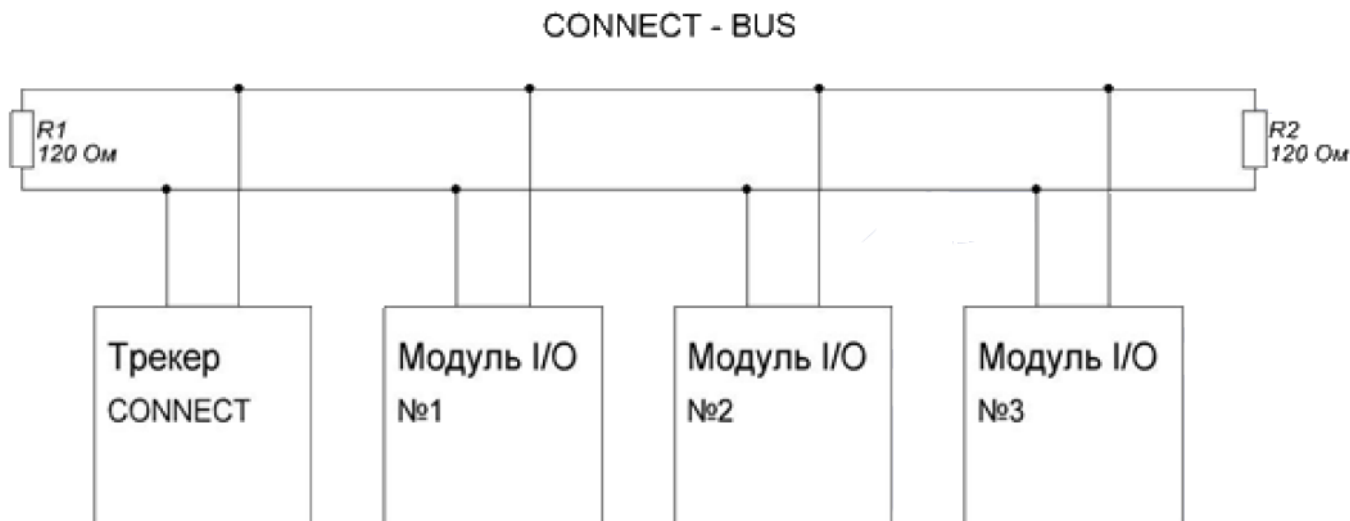 CONNECT - BUS
R1
120 Ом
R2
120 Ом
Трекер
CONNECT
Модуль I/O
№1
Модуль I/O
№2
Модуль I/O
№3